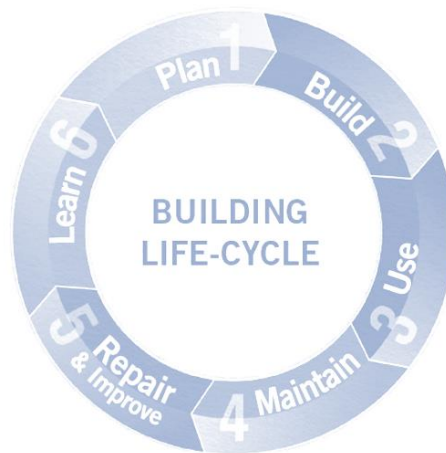 Plan 1
Build 2
Use 3
Maintain 4
Repair
& Improve 5
Learn 6
BUILDING
LIFE-CYCLE